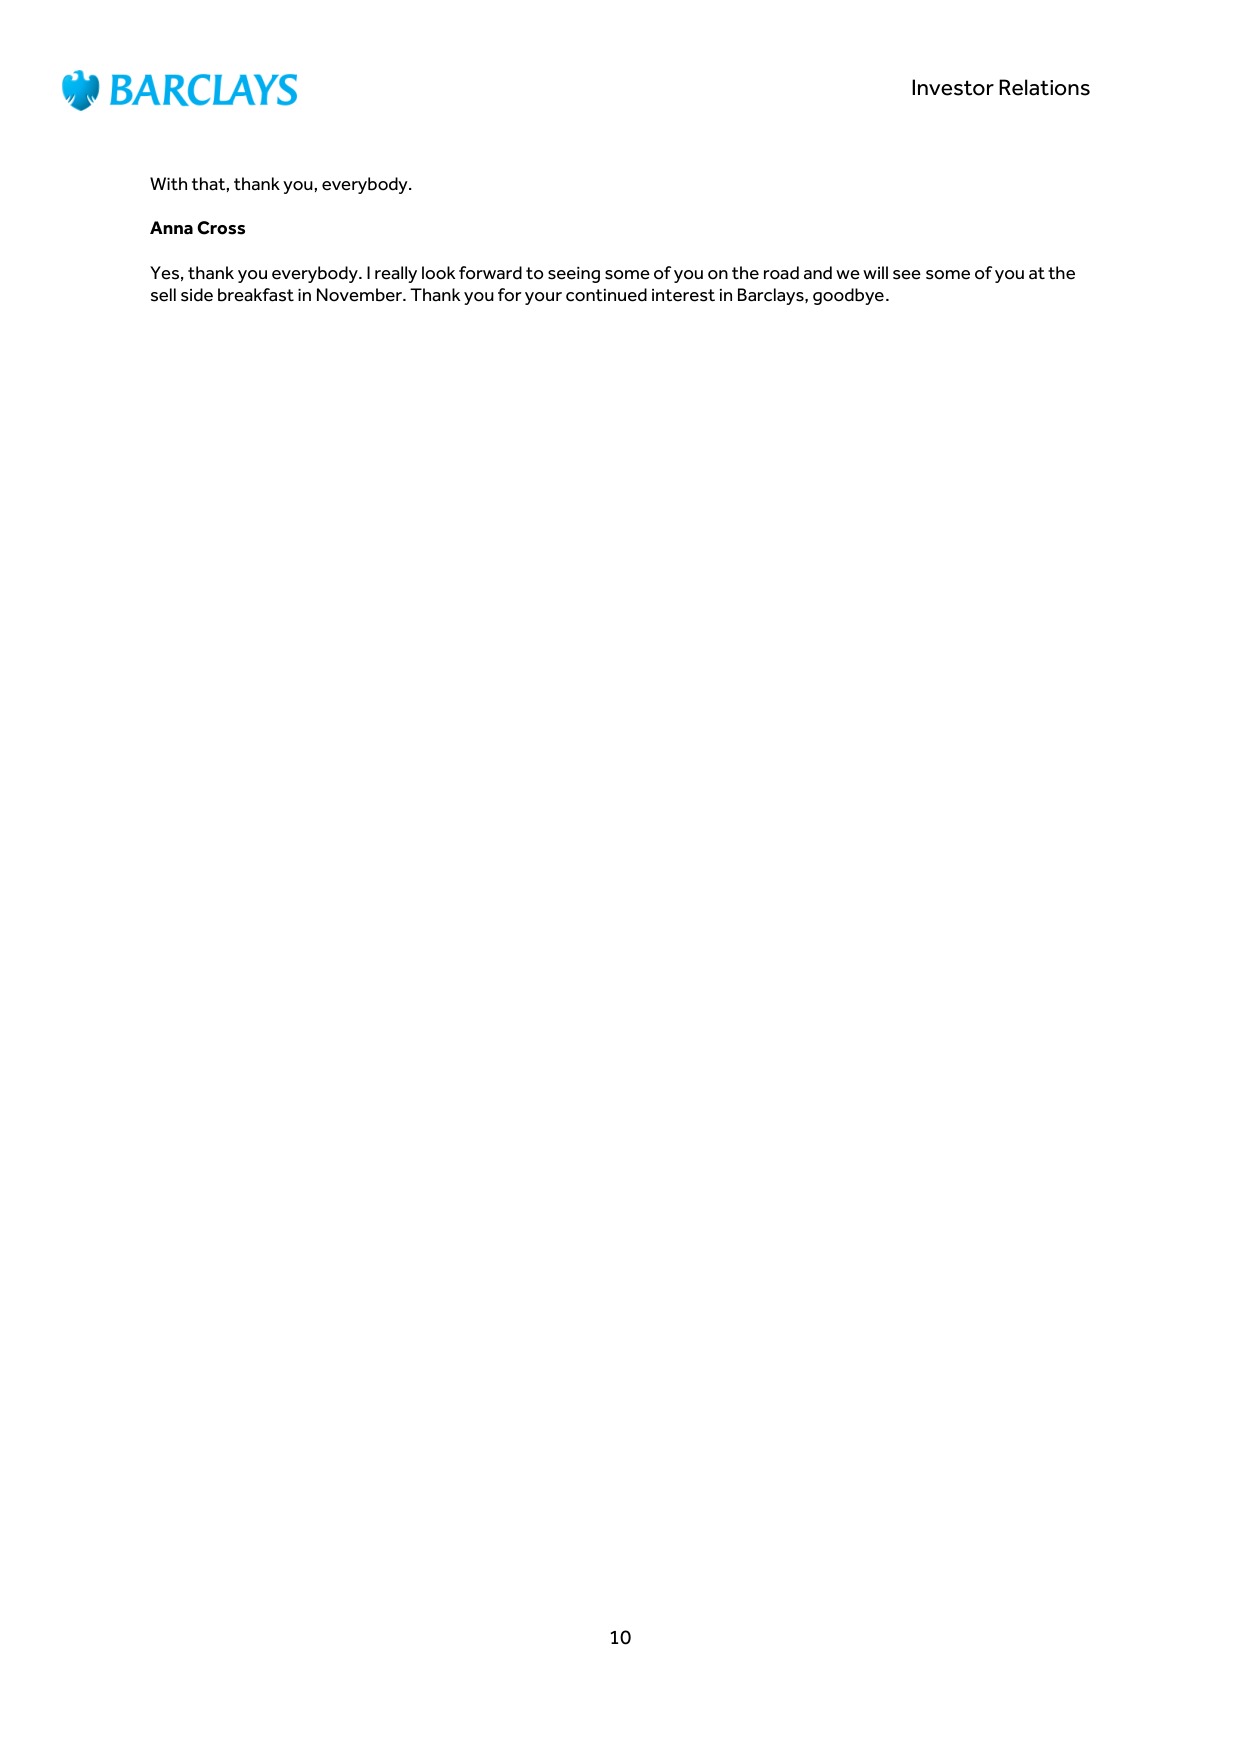 BARCLAYS
Investor Relations
With that, thank you, everybody.
Anna Cross
Yes, thank you everybody. I really look forward to seeing some of you on the road and we will see some of you at the
sell side breakfast in November. Thank you for your continued interest in Barclays, goodbye.
10